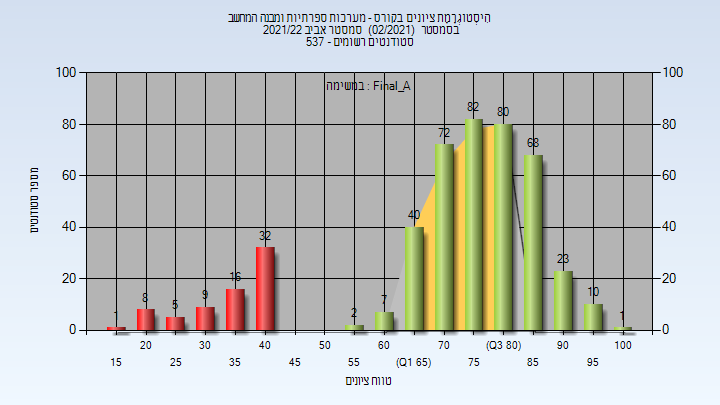 היסטוגרמת ציונים בקורס - מערכות ספרתיות ומבנה המחשב
בסמסטר (02/2021) סמסטר אביב 2021/22
סטודנטים רשומים - 537
במשימה : Final_A
100 100
80 80
60 60
40 40
20 20
0 0
מספר סטודנטים
1 8 5 9 16 32 2 7 40 72 82 80 68 23 10 1
20 30 40 50 60 70 (Q3 80) 90 100
15 25 35 45 55 (Q1 65) 75 85 95
טווח ציונים